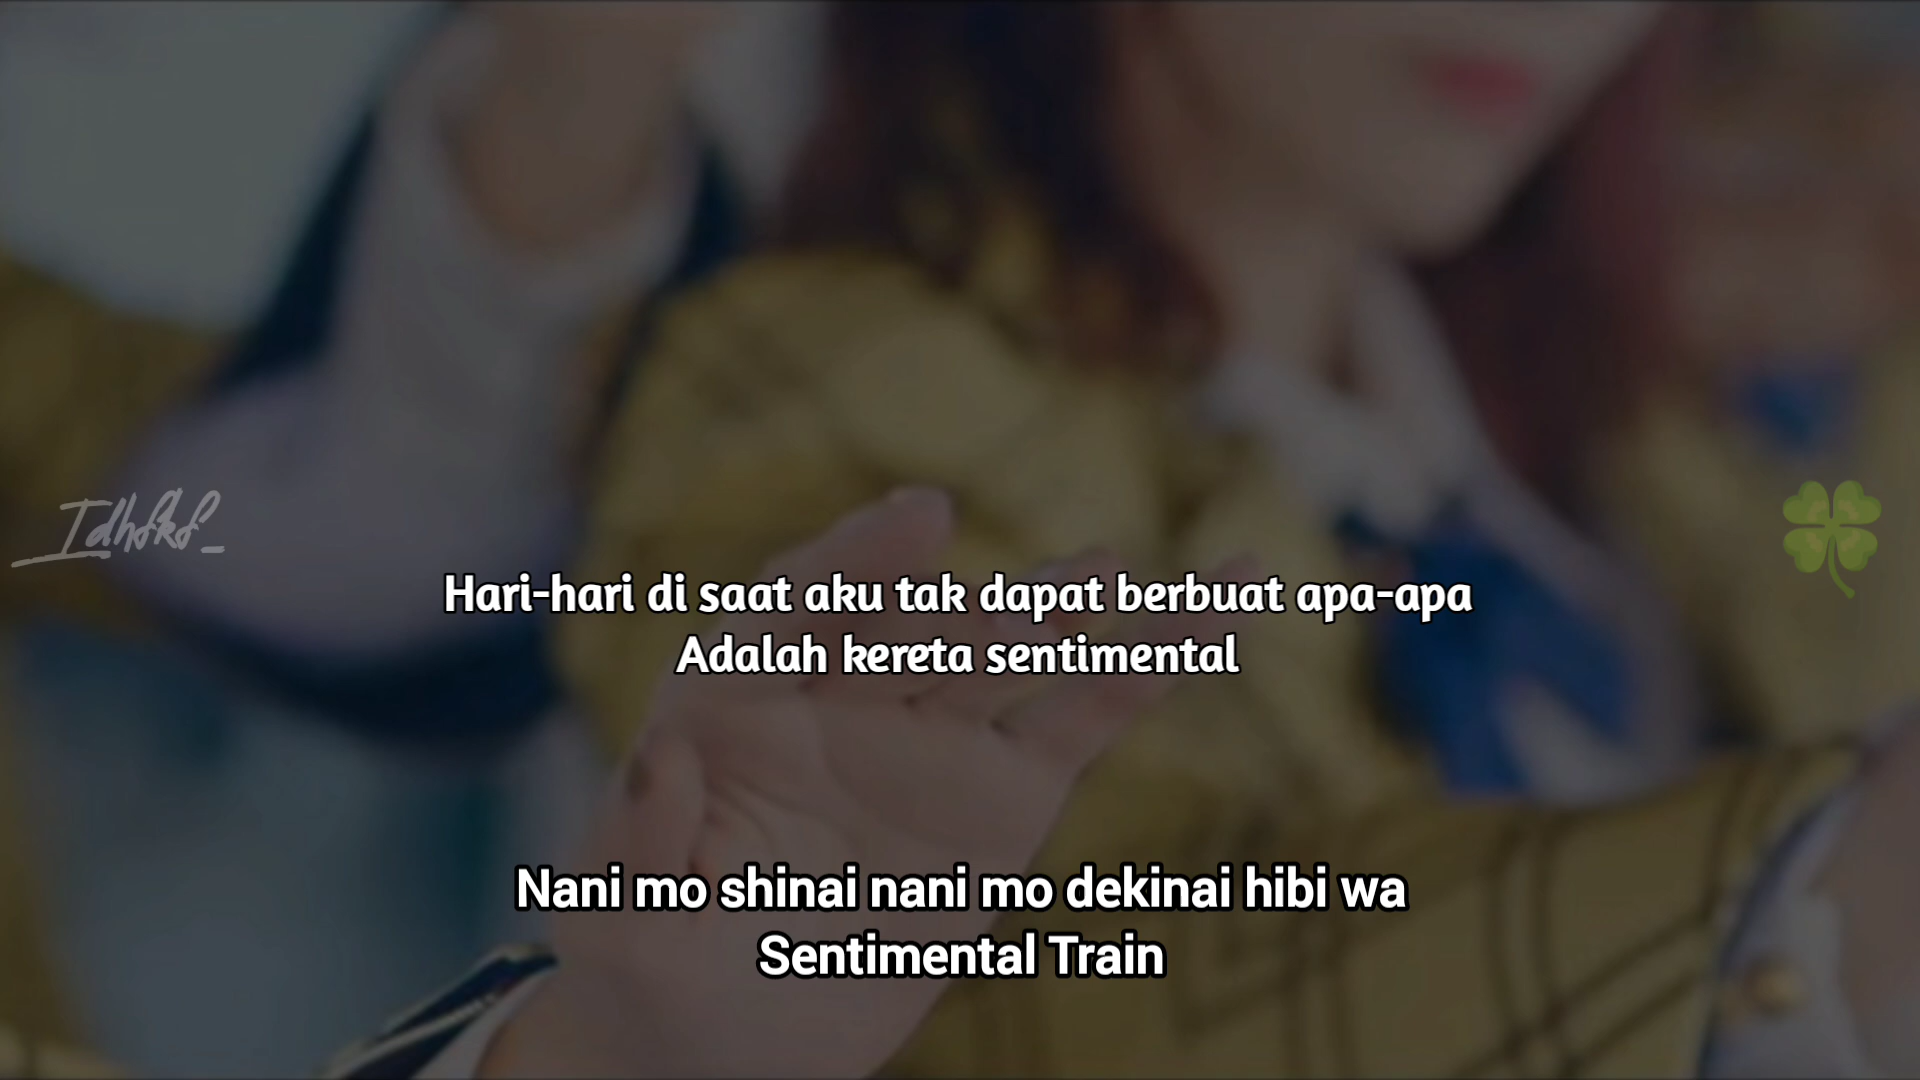 Idhfkf_
Hari-hari di saat aku tak dapat berbuat apa-apa
Adalah kereta sentimental
Nani mo shinai nani mo dekinai hibi wa
Sentimental Train